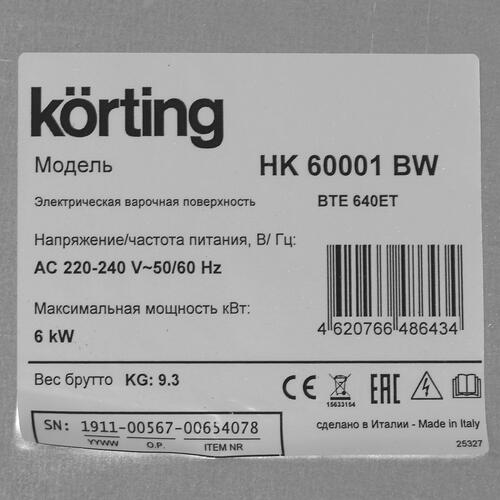 körting
Модель HK 60001 BW
Электрическая варочная поверхность BTE 640ET
Напряжение/частота питания, В/ Гц:
AC 220-240 V~50/60 Hz
Максимальная мощность кВт:
6 kW
4 620766 486434
Вес брутто KG: 9.3
CE 15633154 EAC
SN: 1911-00567-00654078
YYWW O.P. ITEM NR
сделано в Италии - Made in Italy
25327